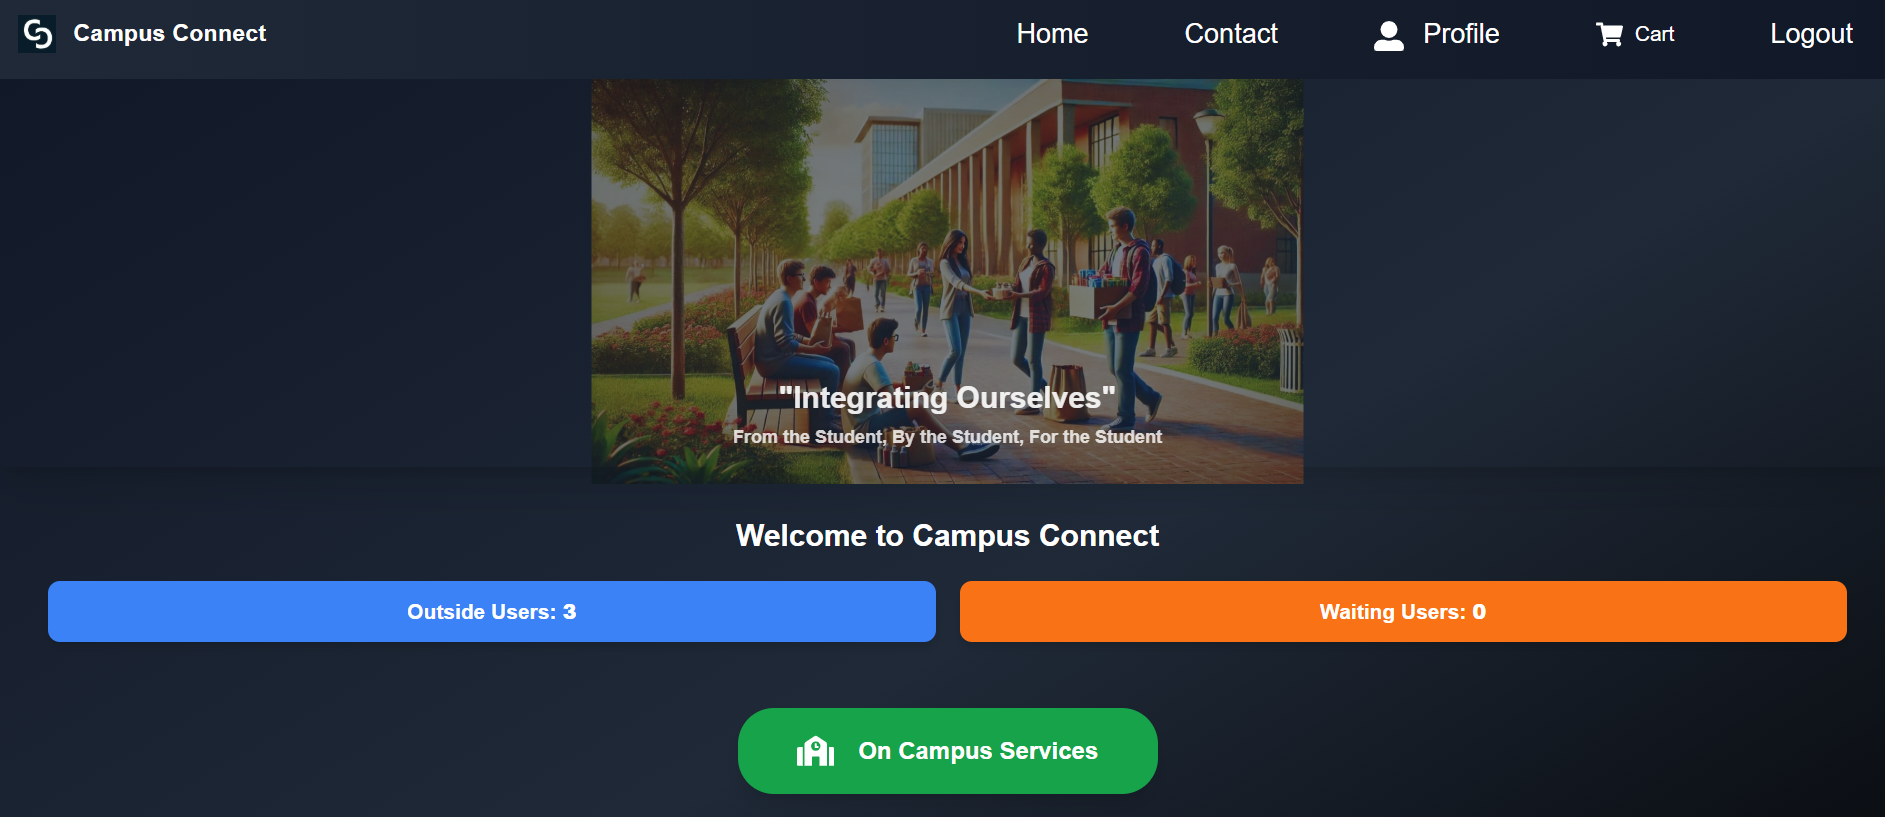 Campus Connect
Home
Contact
Profile
Cart
Logout
"Integrating Ourselves"
From the Student, By the Student, For the Student
Welcome to Campus Connect
Outside Users: 3
Waiting Users: 0
On Campus Services